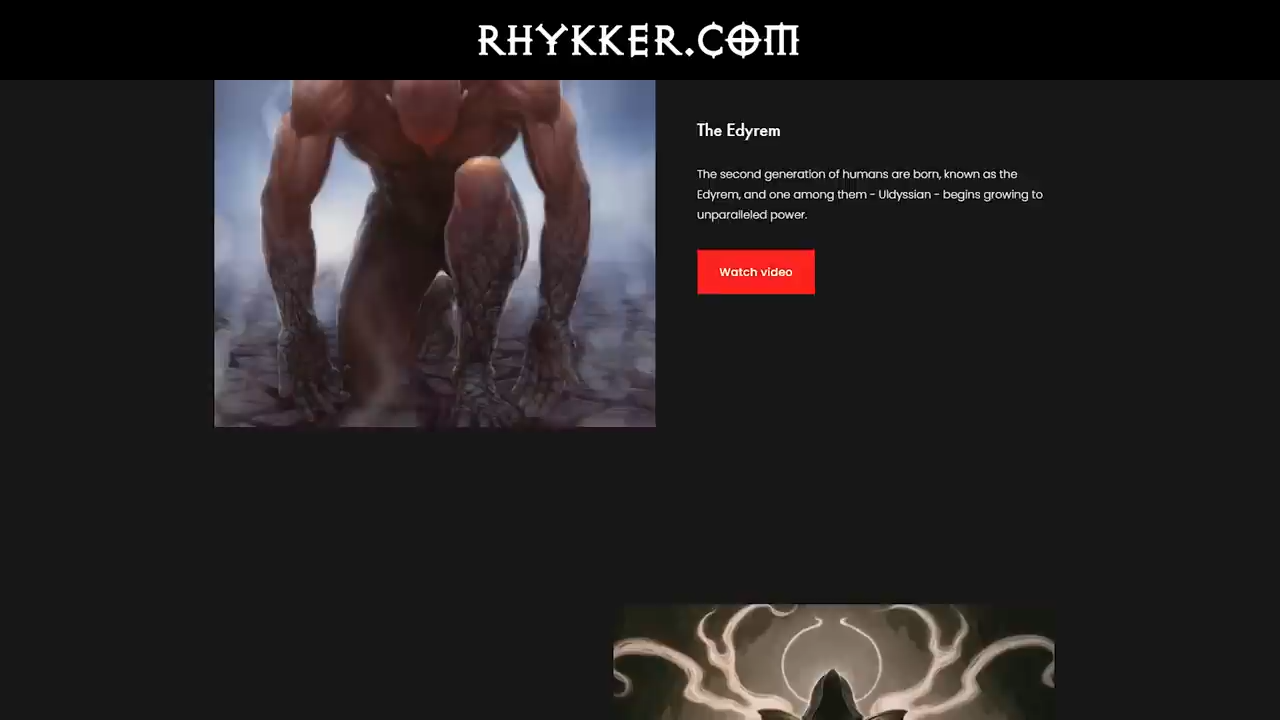 RHYKKER.COM
The Edyrem
The second generation of humans are born, known as the
Edyrem, and one among them - Uldyssian - begins growing to
unparalleled power.
Watch video